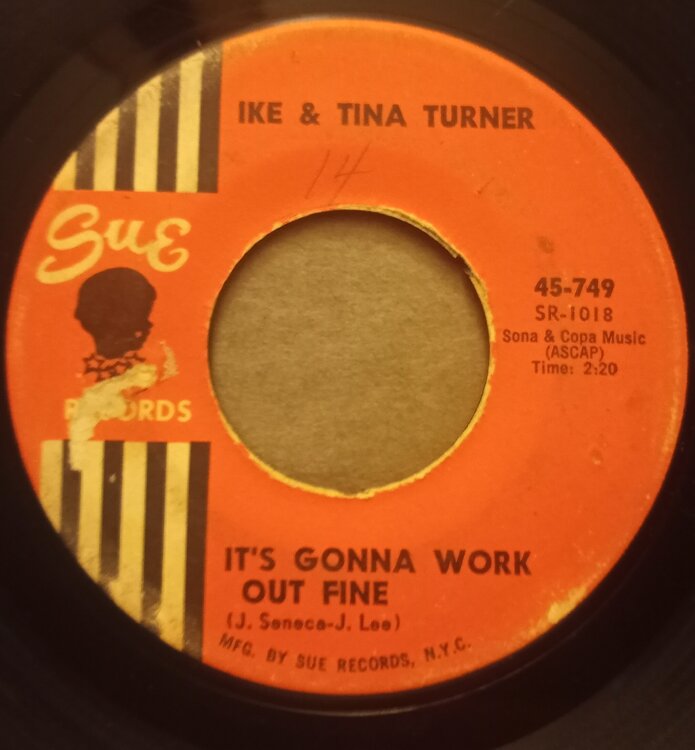 IKE & TINA TURNER
14
Sue
RECORDS
45-749
SR-1018
Sona & Copa Music
(ASCAP)
Time: 2:20
IT'S GONNA WORK
OUT FINE
(J. Seneca-J. Lee)
MFG. BY SUE RECORDS, N.Y.C.